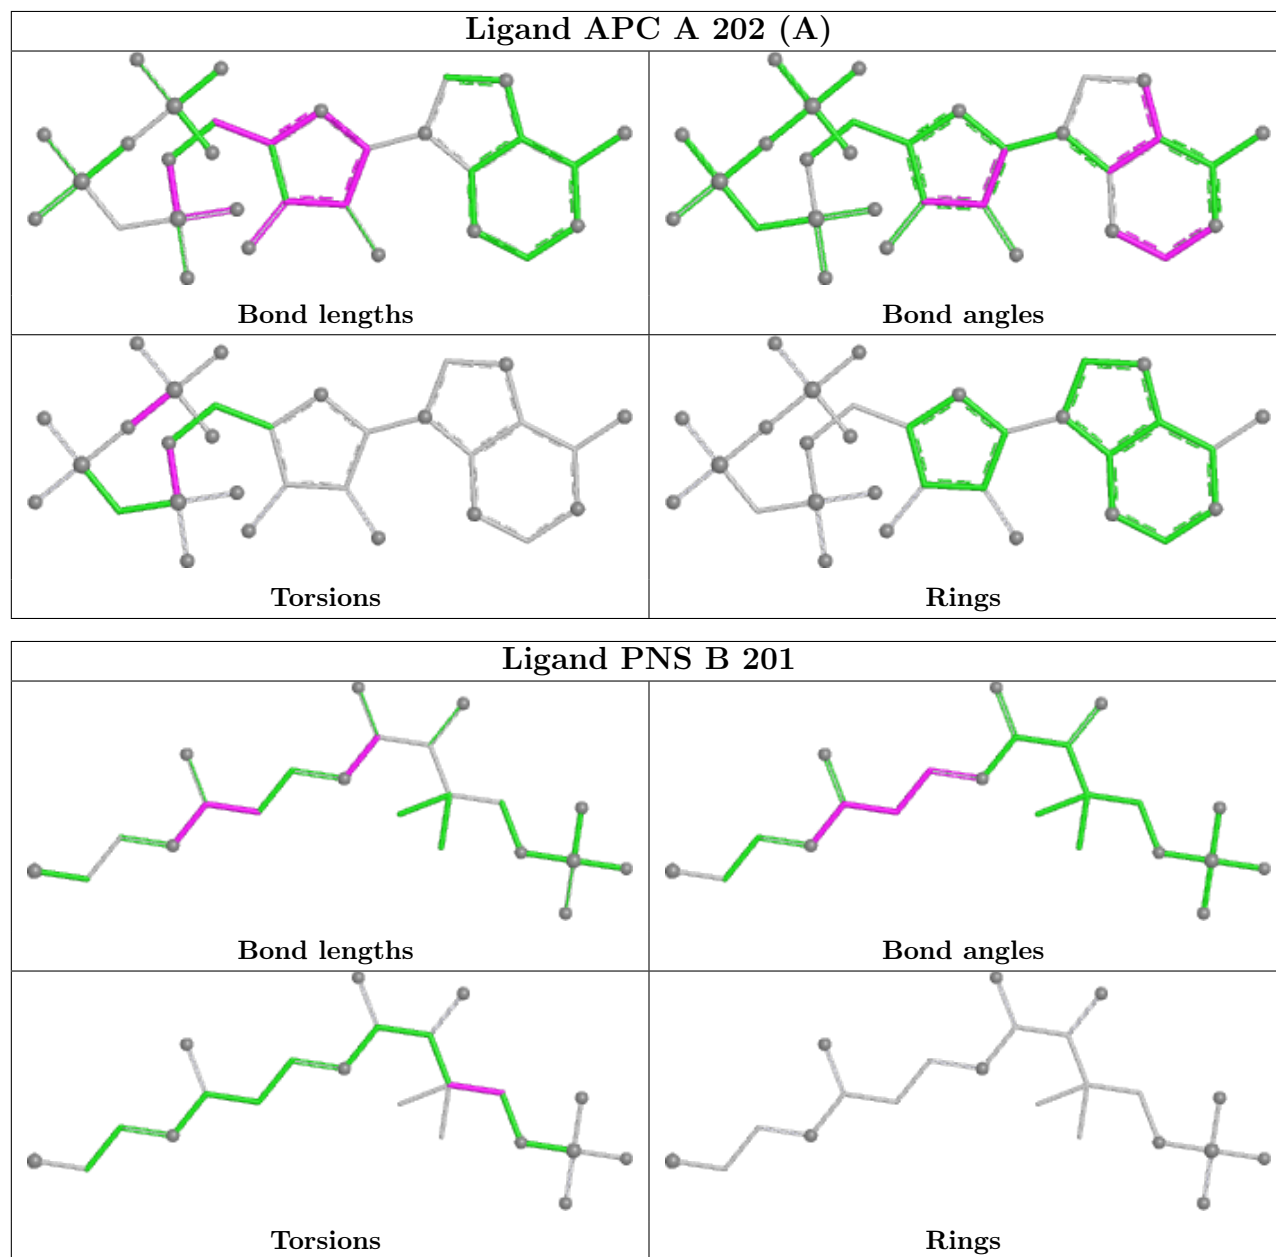 Ligand APC A 202 (A)
Bond lengths
Bond angles
Torsions
Rings
Ligand PNS B 201
Bond lengths
Bond angles
Torsions
Rings